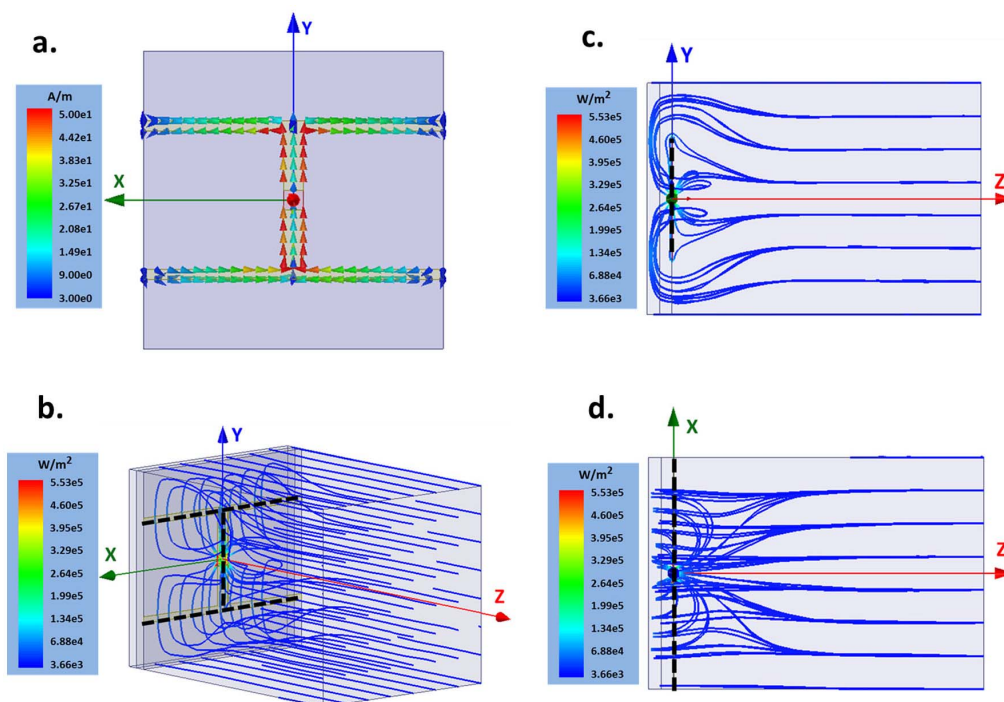 a.
Y
A/m
5.00e1
4.42e1
3.83e1
3.25e1
2.67e1
2.08e1
1.49e1
9.00e0
3.00e0
X
c.
Y
W/m²
5.53e5
4.60e5
3.95e5
3.29e5
2.64e5
1.99e5
1.34e5
6.88e4
3.66e3
Z
b.
Y
W/m²
5.53e5
4.60e5
3.95e5
3.29e5
2.64e5
1.99e5
1.34e5
6.88e4
3.66e3
X
Z
d.
X
W/m²
5.53e5
4.60e5
3.95e5
3.29e5
2.64e5
1.99e5
1.34e5
6.88e4
3.66e3
Z